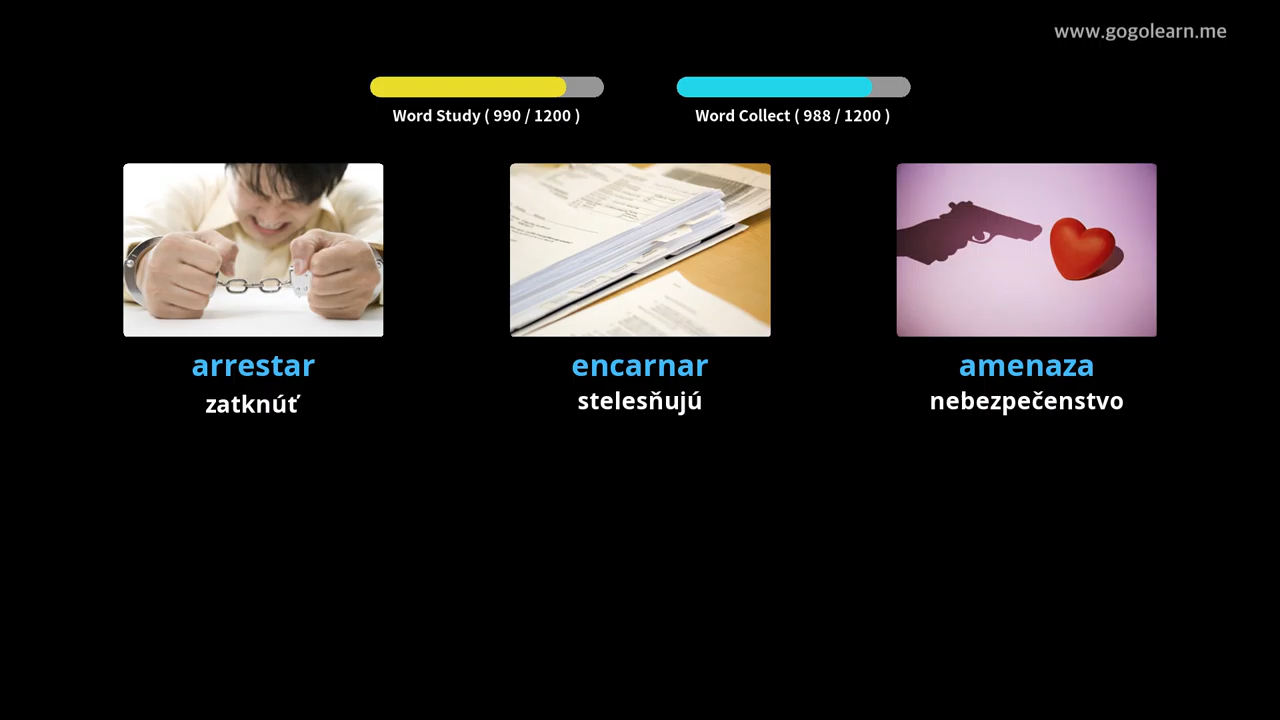 www.gogolearn.me
Word Study ( 990 / 1200 )
Word Collect ( 988 / 1200 )
arrestar
encarnar
amenaza
zatknúť
stelesňujú
nebezpečenstvo